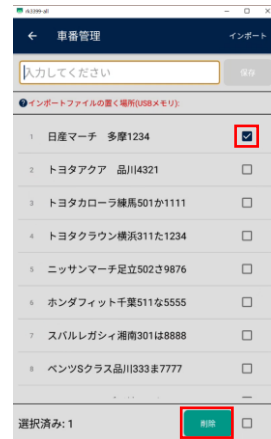 rk3399-all
車番管理 インポート
入力してください 保存
?インポートファイルの置く場所(USBメモリ):
1 日産マーチ 多摩1234
2 トヨタアクア 品川4321
3 トヨタカローラ練馬501か1111
4 トヨタクラウン横浜311た1234
5 ニッサンマーチ足立502さ9876
6 ホンダフィット千葉511な5555
7 スバルレガシィ湘南301は8888
8 ベンツSクラス品川333ま7777
選択済み: 1 削除